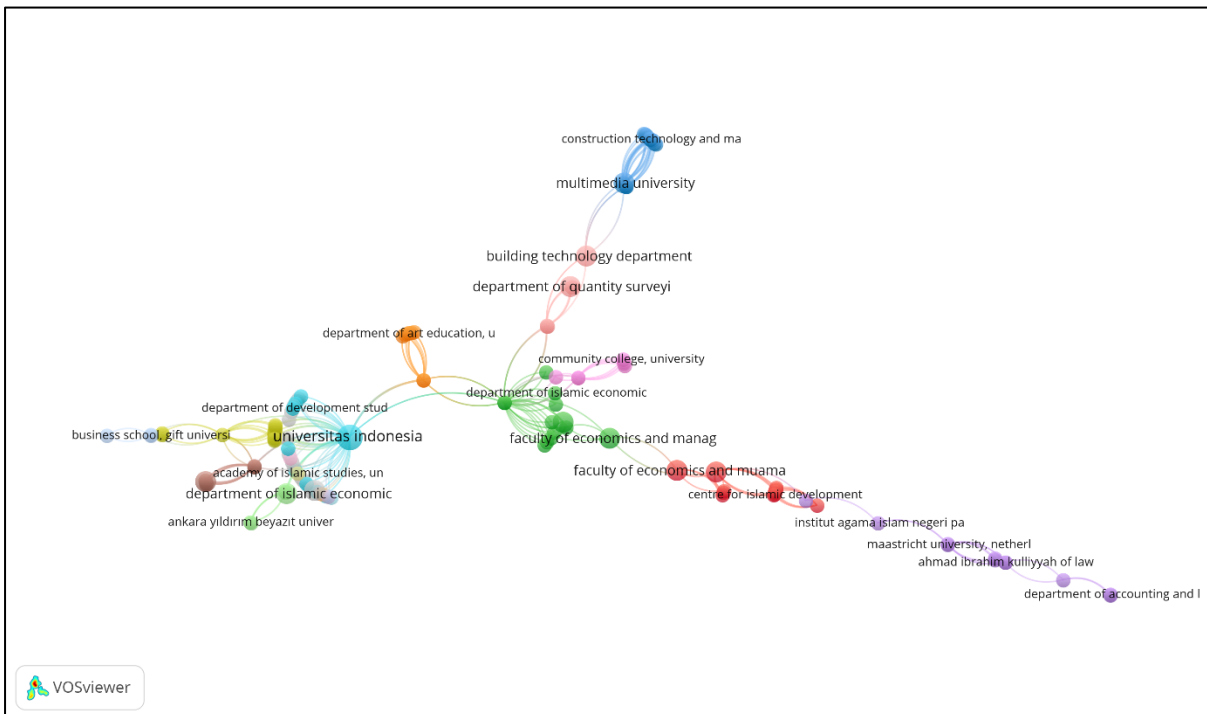 construction technology and ma
multimedia university
building technology department
department of quantity surveyi
department of art education, u
community college, university
department of islamic economic
department of development stud
business school, gift universi
universitas indonesia
faculty of economics and manag
academy of islamic studies, un
faculty of economics and muama
department of islamic economic
centre for islamic development
ankara yıldırım beyazıt univer
institut agama islam negeri pa
maastricht university, netherl
ahmad ibrahim kulliyyah of law
department of accounting and l
VOSviewer